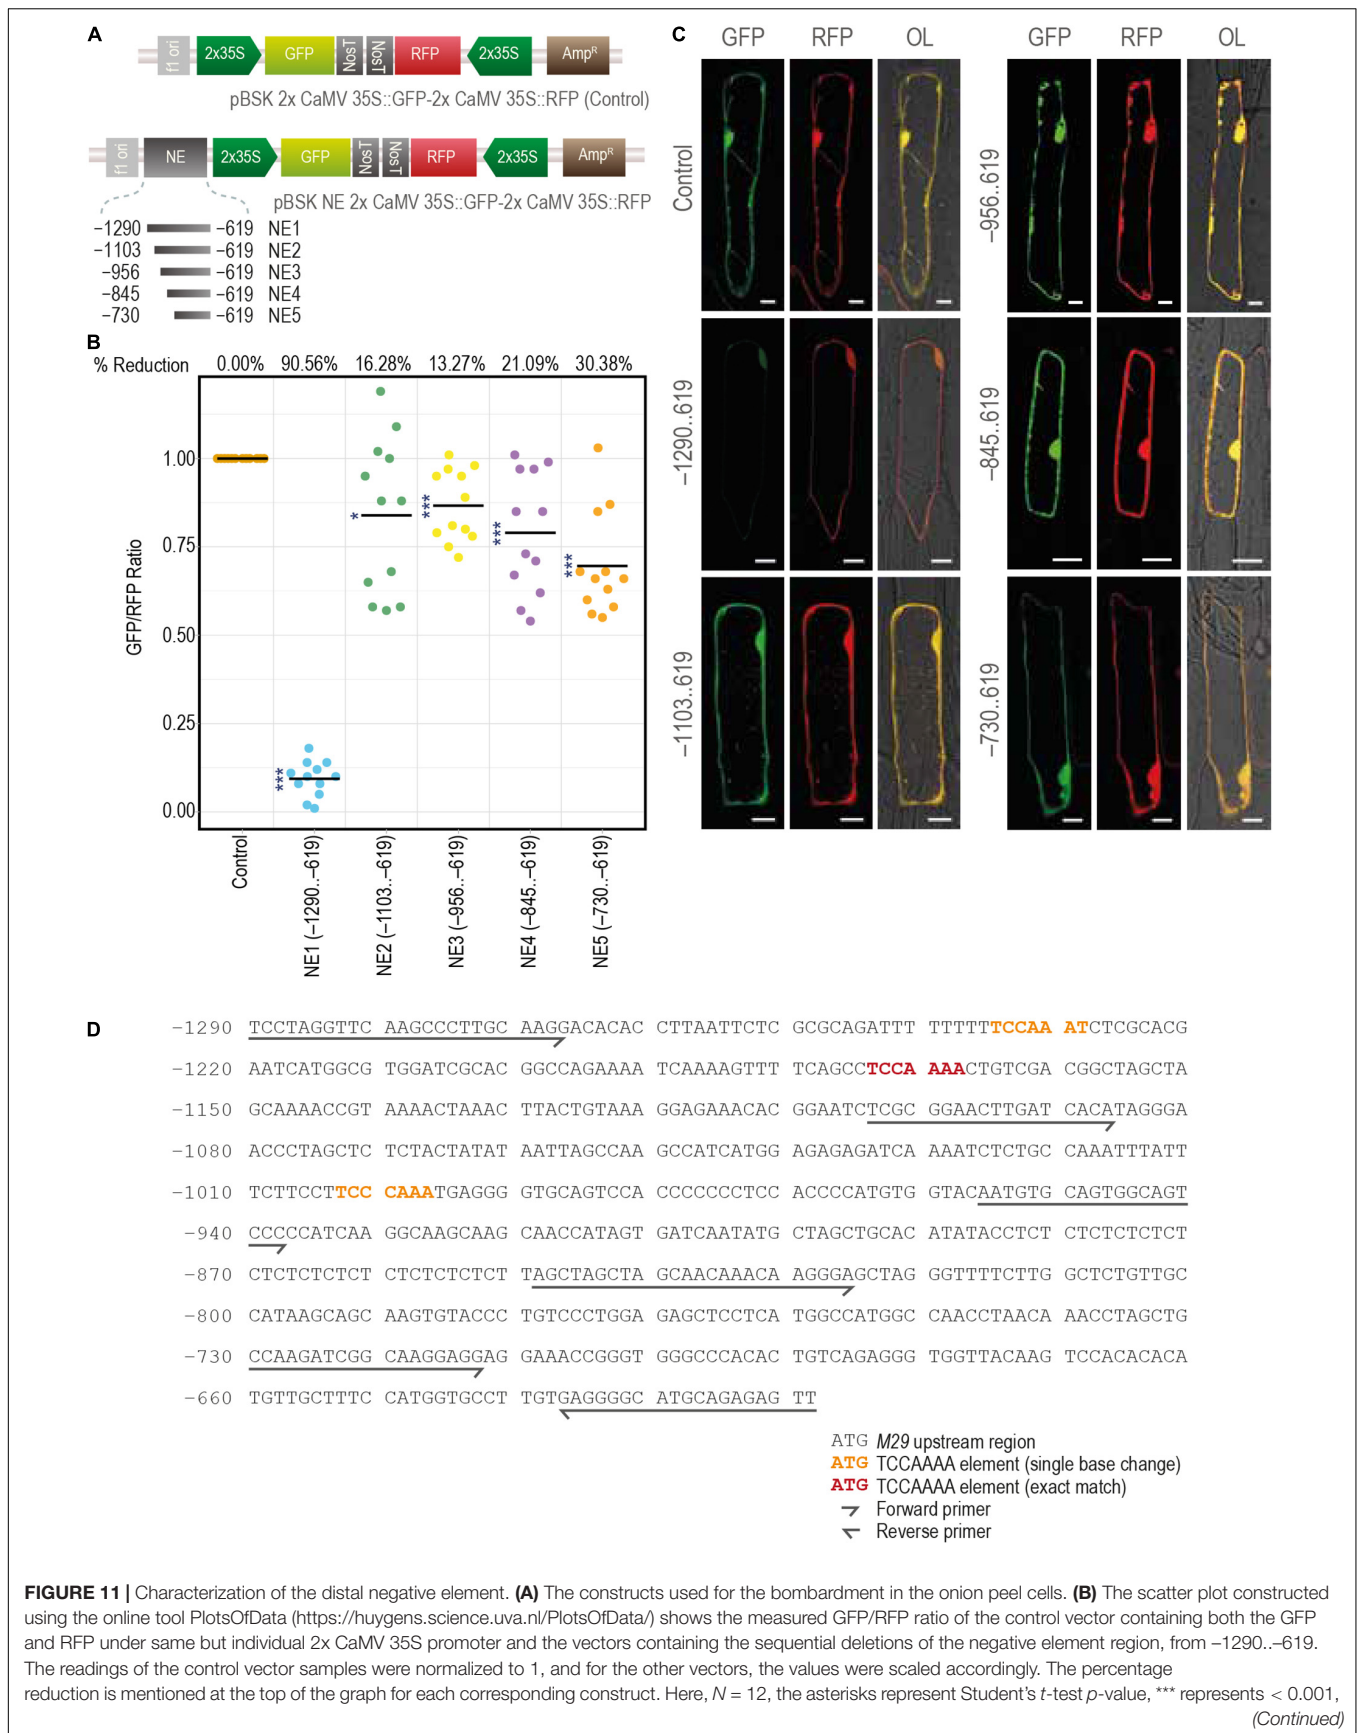 A
f1 ori 2x35S GFP NosT NosT RFP 2x35S AmpR
pBSK 2x CaMV 35S::GFP-2x CaMV 35S::RFP (Control)
f1 ori NE 2x35S GFP NosT NosT RFP 2x35S AmpR
pBSK NE 2x CaMV 35S::GFP-2x CaMV 35S::RFP
−1290 −619 NE1
−1103 −619 NE2
−956 −619 NE3
−845 −619 NE4
−730 −619 NE5
B
% Reduction 0.00% 90.56% 16.28% 13.27% 21.09% 30.38%
GFP/RFP Ratio
1.00
0.75
0.50
0.25
0.00
*** * *** *** ***
Control
NE1 (−1290..−619)
NE2 (−1103..−619)
NE3 (−956..−619)
NE4 (−845..−619)
NE5 (−730..−619)
C
GFP RFP OL GFP RFP OL
Control
−1290..619
−1103..619
−956..619
−845..619
−730..619
D
−1290 TCCTAGGTTC AAGCCCTTGC AAGGACACAC CTTAATTCTC GCGCAGATTT TTTTTTCCAA ATCTCGCACG
−1220 AATCATGGCG TGGATCGCAC GGCCAGAAAA TCAAAAGTTT TCAGCCTCCA AAACTGTCGA CGGCTAGCTA
−1150 GCAAAACCGT AAAACTAAAC TTACTGTAAA GGAGAAACAC GGAATCTCGC GGAACTTGAT CACATAGGGA
−1080 ACCCTAGCTC TCTACTATAT AATTAGCCAA GCCATCATGG AGAGAGATCA AAATCTCTGC CAAATTTATT
−1010 TCTTCCTTCC CAAATGAGGG GTGCAGTCCA CCCCCCCTCC ACCCCATGTG GTACAATGTG CAGTGGCAGT
−940 CCCCCATCAA GGCAAGCAAG CAACCATAGT GATCAATATG CTAGCTGCAC ATATACCTCT CTCTCTCTCT
−870 CTCTCTCTCT CTCTCTCTCT TAGCTAGCTA GCAACAAACA AGGGAGCTAG GGTTTTCTTG GCTCTGTTGC
−800 CATAAGCAGC AAGTGTACCC TGTCCCTGGA GAGCTCCTCA TGGCCATGGC CAACCTAACA AACCTAGCTG
−730 CCAAGATCGG CAAGGAGGAG GAAACCGGGT GGGCCCACAC TGTCAGAGGG TGGTTACAAG TCCACACACA
−660 TGTTGCTTTC CATGGTGCCT TGTGAGGGGC ATGCAGAGAG TT
ATG M29 upstream region
ATG TCCAAAA element (single base change)
ATG TCCAAAA element (exact match)
Forward primer
Reverse primer
FIGURE 11 | Characterization of the distal negative element. (A) The constructs used for the bombardment in the onion peel cells. (B) The scatter plot constructed
using the online tool PlotsOfData (https://huygens.science.uva.nl/PlotsOfData/) shows the measured GFP/RFP ratio of the control vector containing both the GFP
and RFP under same but individual 2x CaMV 35S promoter and the vectors containing the sequential deletions of the negative element region, from −1290..−619.
The readings of the control vector samples were normalized to 1, and for the other vectors, the values were scaled accordingly. The percentage
reduction is mentioned at the top of the graph for each corresponding construct. Here, N = 12, the asterisks represent Student's t-test p-value, *** represents < 0.001,
(Continued)